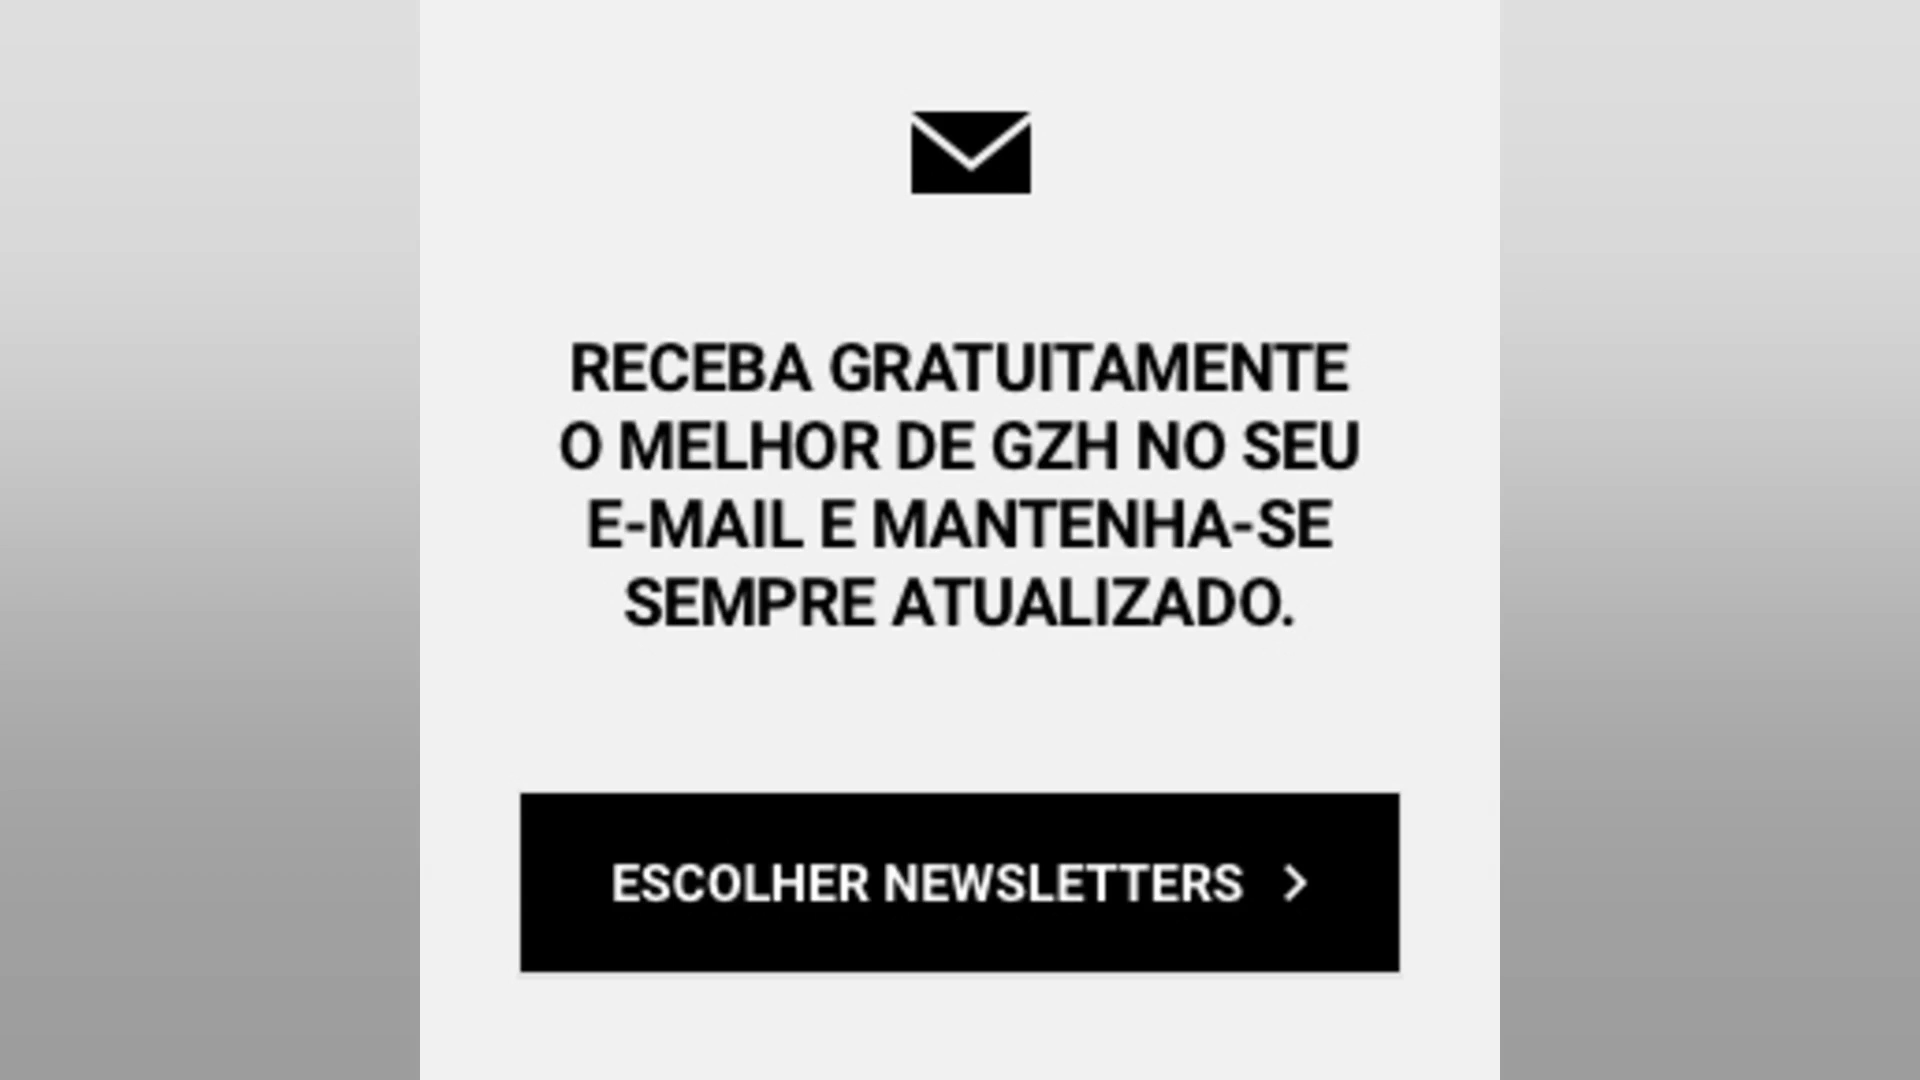 RECEBA GRATUITAMENTE
O MELHOR DE GZH NO SEU
E-MAIL E MANTENHA-SE
SEMPRE ATUALIZADO.
ESCOLHER NEWSLETTERS